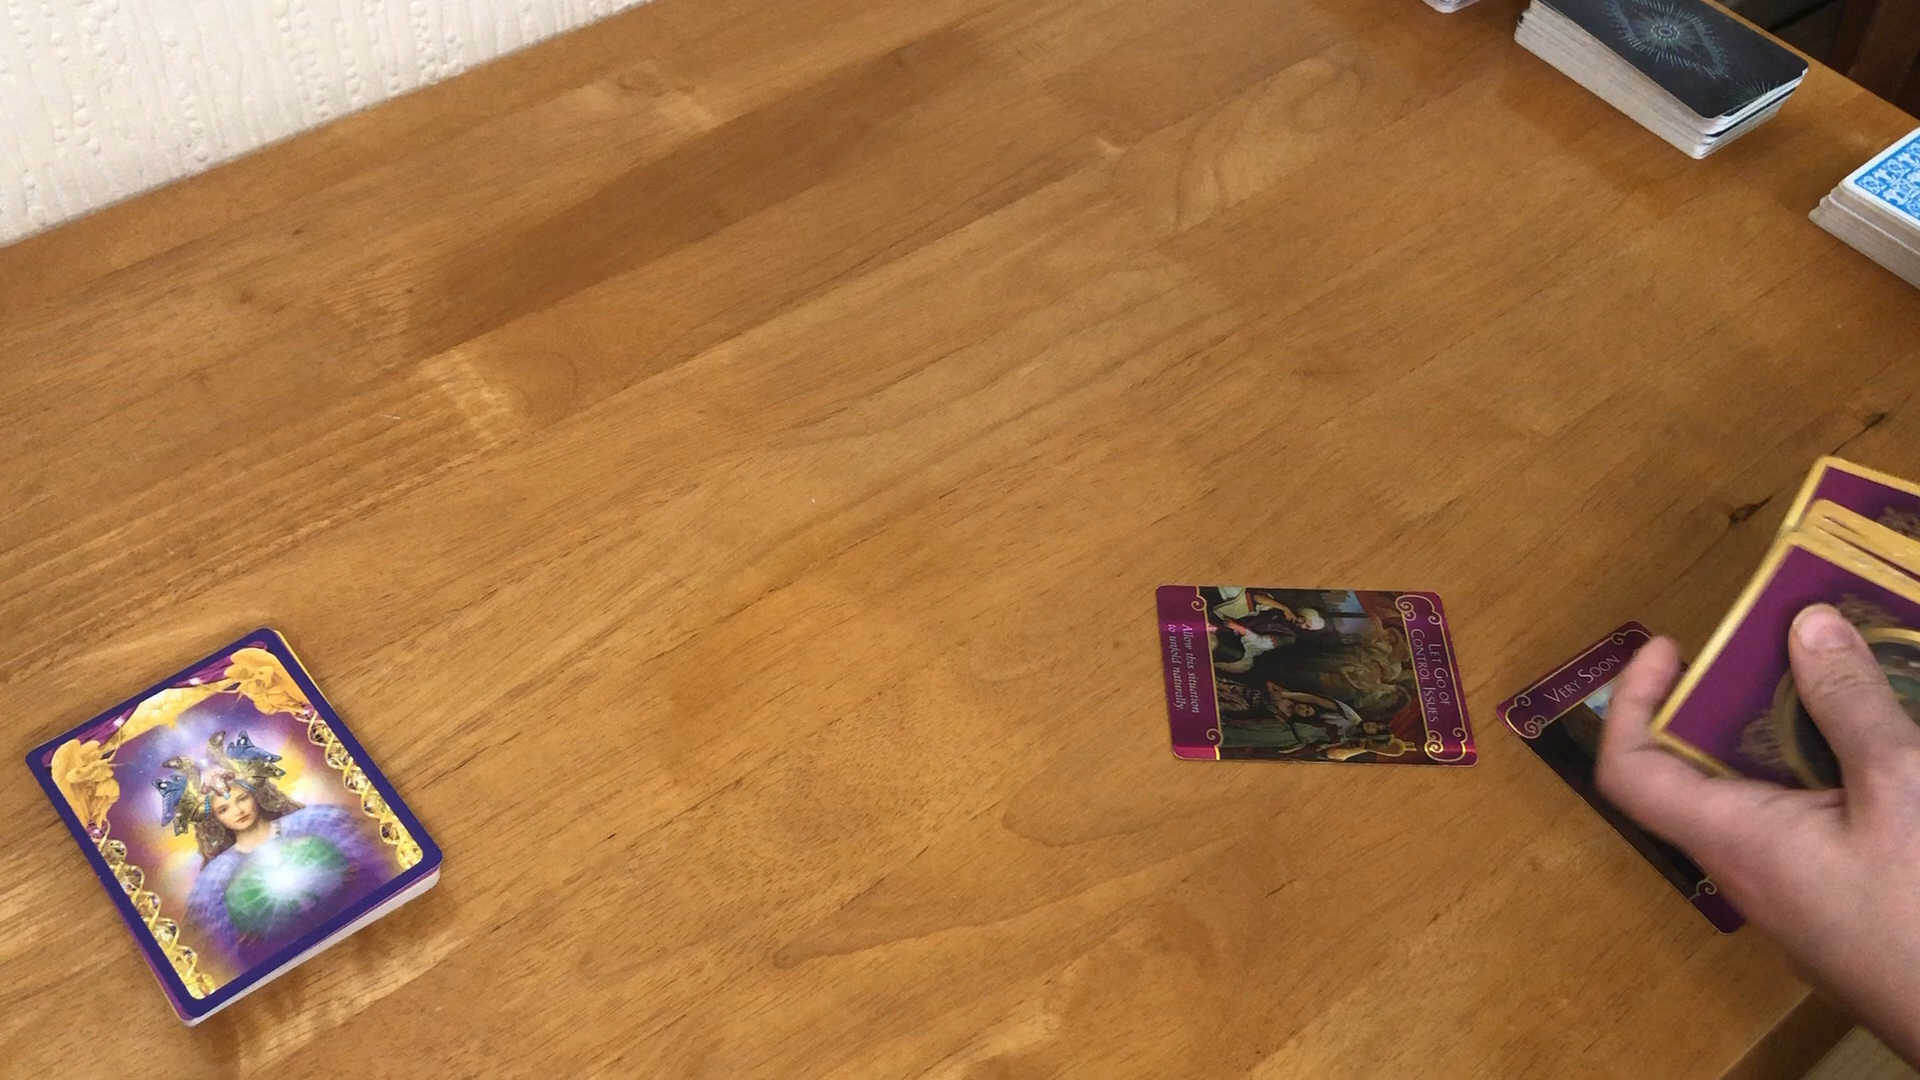 LET GO OF
CONTROL ISSUES
Allow this situation
to unfold naturally.
VERY SOON